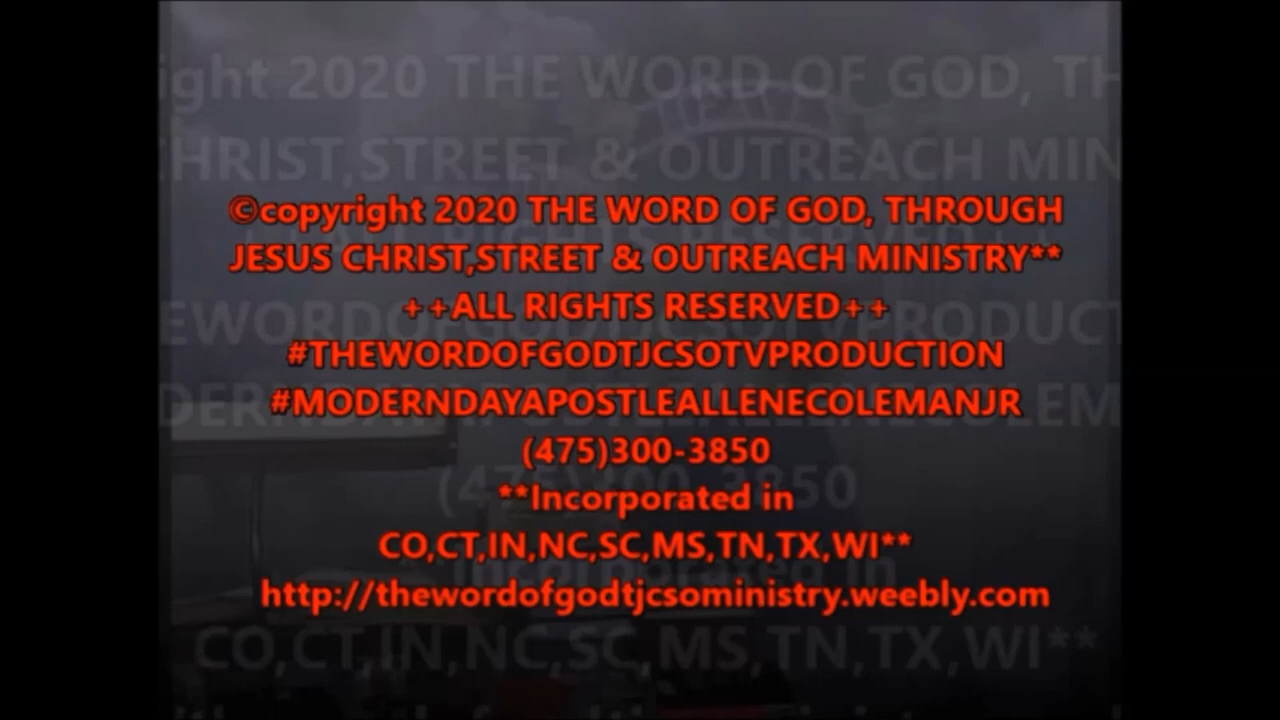 ©copyright 2020 THE WORD OF GOD, THROUGH
JESUS CHRIST,STREET & OUTREACH MINISTRY**
++ALL RIGHTS RESERVED++
#THEWORDOFGODTJCSOTVPRODUCTION
#MODERNDAYAPOSTLEALLENECOLEMANJR
(475)300-3850
**Incorporated in
CO,CT,IN,NC,SC,MS,TN,TX,WI**
http://thewordofgodtjcsoministry.weebly.com